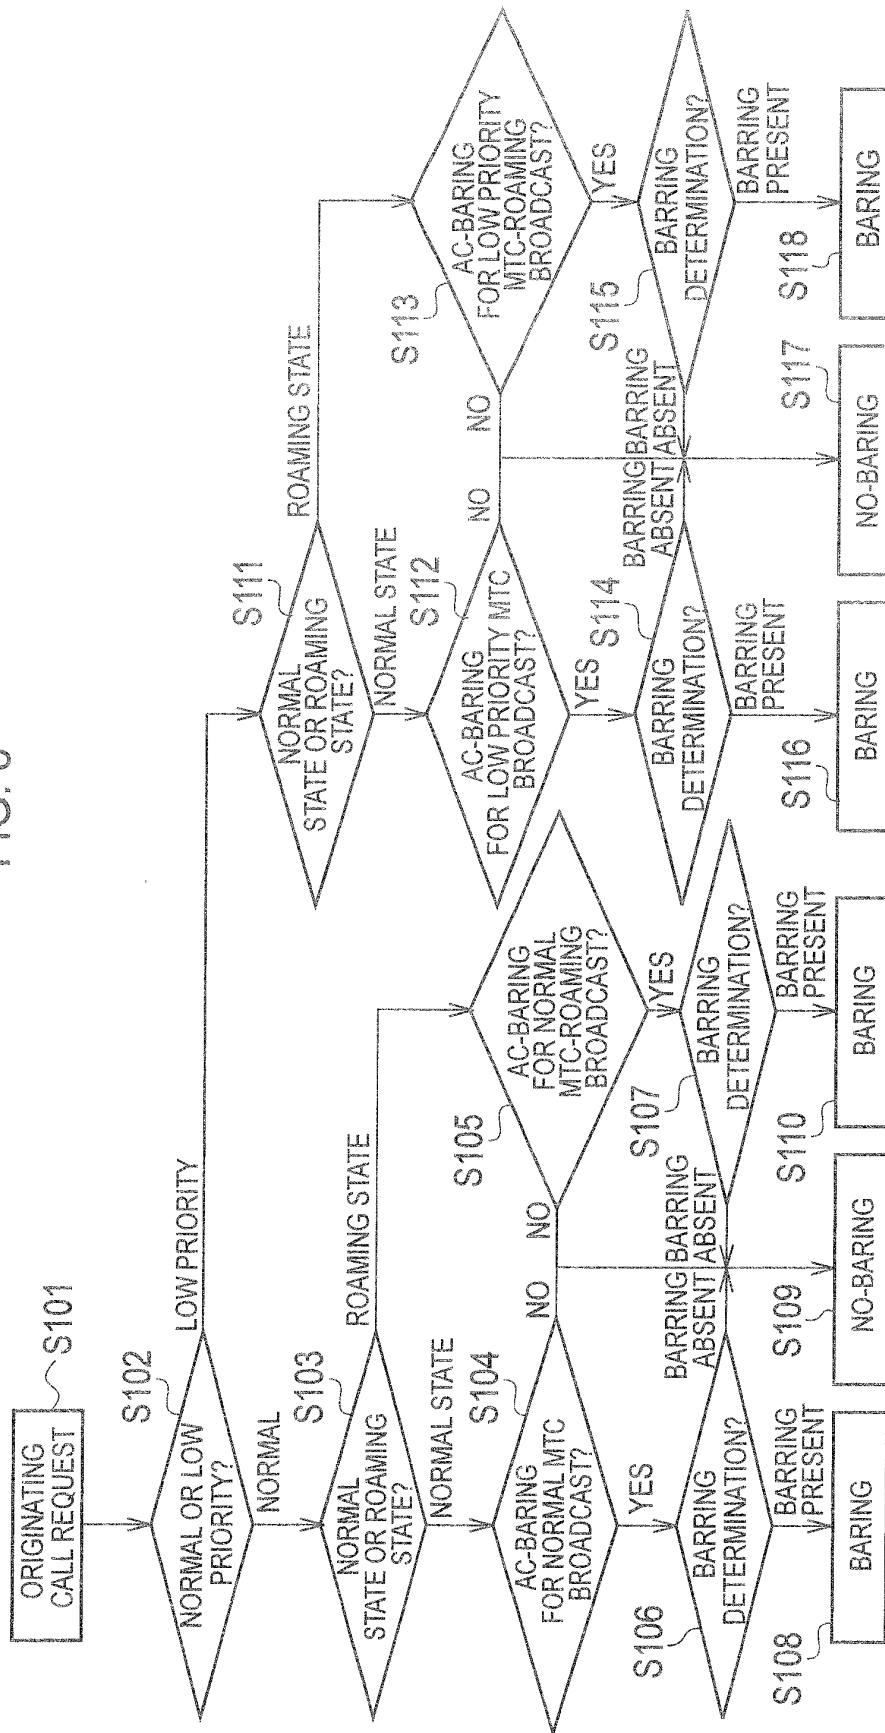 ORIGINATING
CALL REQUEST
S101
NORMAL OR LOW
PRIORITY?
S102
LOW PRIORITY
NORMAL
NORMAL
STATE OR ROAMING
STATE?
S103
ROAMING STATE
NORMAL STATE
NORMAL
STATE OR ROAMING
STATE?
S111
ROAMING STATE
NORMAL STATE
AC-BARING
FOR NORMAL MTC
BROADCAST?
S104
NO
YES
AC-BARING
FOR NORMAL
MTC-ROAMING
BROADCAST?
S105
NO
YES
AC-BARING
FOR LOW PRIORITY MTC
BROADCAST?
S112
NO
YES
AC-BARING
FOR LOW PRIORITY
MTC-ROAMING
BROADCAST?
S113
NO
YES
BARRING
DETERMINATION?
S106
BARRING
ABSENT
BARRING
PRESENT
BARRING
DETERMINATION?
S107
BARRING
ABSENT
BARRING
PRESENT
BARRING
DETERMINATION?
S114
BARRING
ABSENT
BARRING
PRESENT
BARRING
DETERMINATION?
S115
BARRING
ABSENT
BARRING
PRESENT
S108
BARING
S109
NO-BARING
S110
BARING
S116
BARING
S117
NO-BARING
S118
BARING